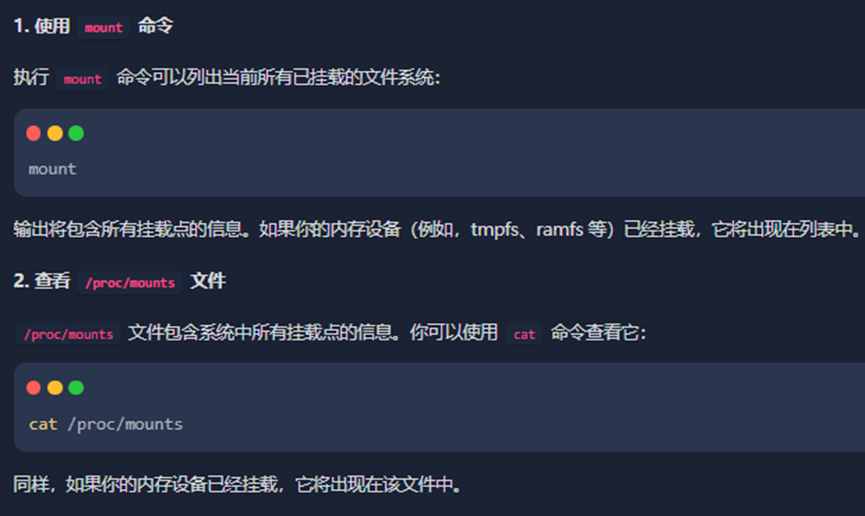 1. 使用 mount 命令
执行 mount 命令可以列出当前所有已挂载的文件系统：
mount
输出将包含所有挂载点的信息。如果你的内存设备（例如，tmpfs、ramfs 等）已经挂载，它将出现在列表中。
2. 查看 /proc/mounts 文件
/proc/mounts 文件包含系统中所有挂载点的信息。你可以使用 cat 命令查看它：
cat /proc/mounts
同样，如果你的内存设备已经挂载，它将出现在该文件中。